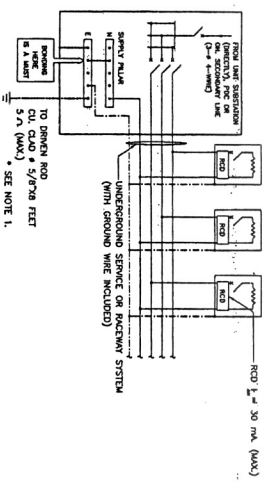 FROM UNIT SUBSTATION
(DIRECTLY), PDC OR
OH. SECONDARY LINE
(3-ø 4-WIRE)
SUPPLY PILLAR
N
E
BONDING
HERE
IS A MUST
RCD
RCD
RCD
RCD I = 30 mA (MAX.)
UNDERGROUND SERVICE OR RACEWAY SYSTEM
(WITH GROUND WIRE INCLUDED)
TO DRIVEN ROD
CU. CLAD ø 5/8"X8 FEET
5 Ω (MAX.)
* SEE NOTE 1.